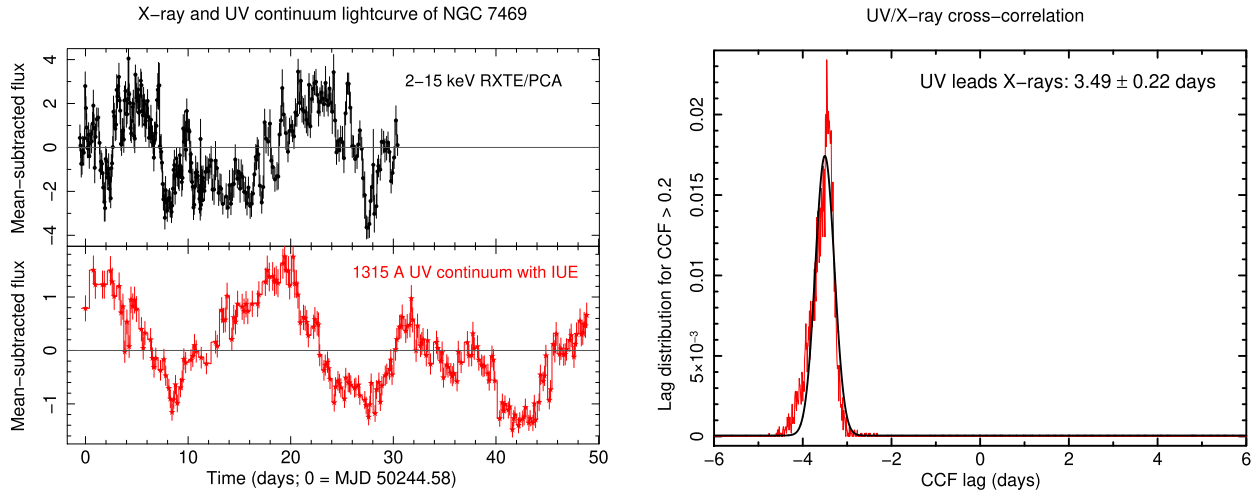 X−ray and UV continuum lightcurve of NGC 7469
Mean−subtracted flux
4
2
0
−2
−4
2−15 keV RXTE/PCA
Mean−subtracted flux
1
0
−1
1315 A UV continuum with IUE
0 10 20 30 40 50
Time (days; 0 = MJD 50244.58)
UV/X−ray cross−correlation
UV leads X−rays: 3.49 ± 0.22 days
Lag distribution for CCF > 0.2
0.02
0.015
0.01
5×10⁻³
0
−6 −4 −2 0 2 4 6
CCF lag (days)